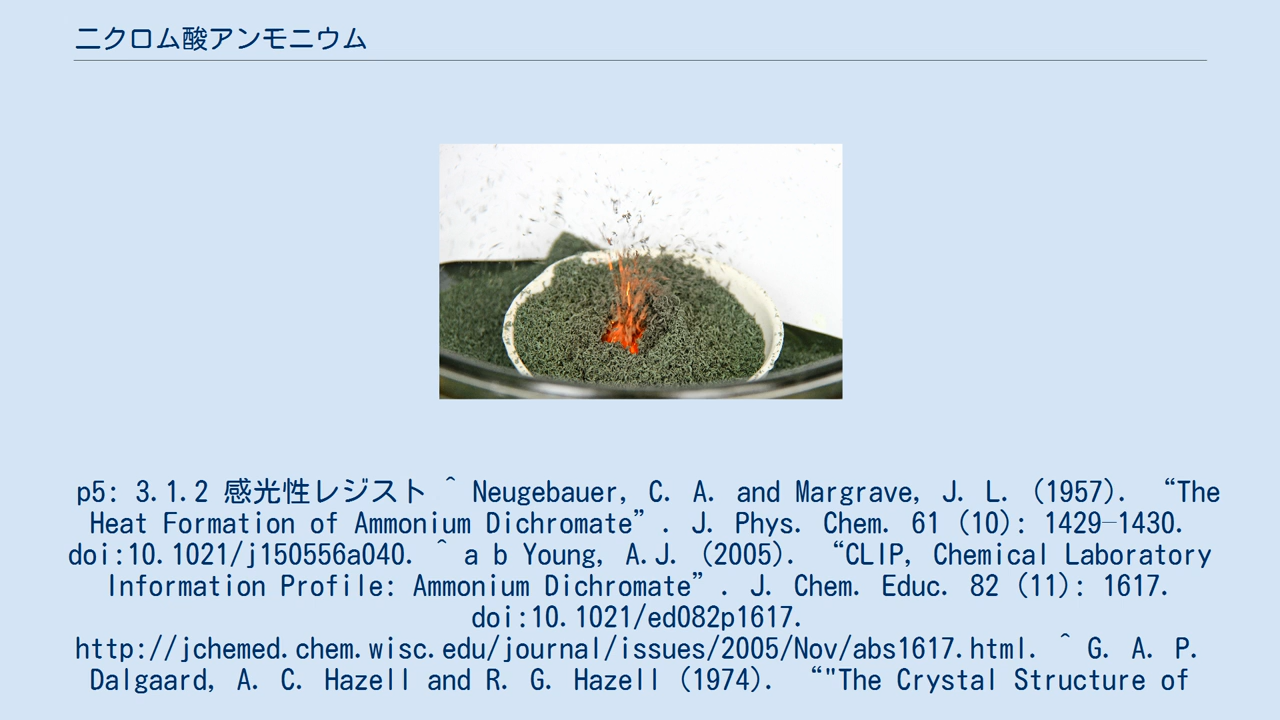 二クロム酸アンモニウム
p5: 3.1.2 感光性レジスト ^ Neugebauer, C. A. and Margrave, J. L. (1957). “The
Heat Formation of Ammonium Dichromate”. J. Phys. Chem. 61 (10): 1429–1430.
doi:10.1021/j150556a040. ^ a b Young, A.J. (2005). “CLIP, Chemical Laboratory
Information Profile: Ammonium Dichromate”. J. Chem. Educ. 82 (11): 1617.
doi:10.1021/ed082p1617.
http://jchemed.chem.wisc.edu/journal/issues/2005/Nov/abs1617.html. ^ G. A. P.
Dalgaard, A. C. Hazell and R. G. Hazell (1974). “"The Crystal Structure of